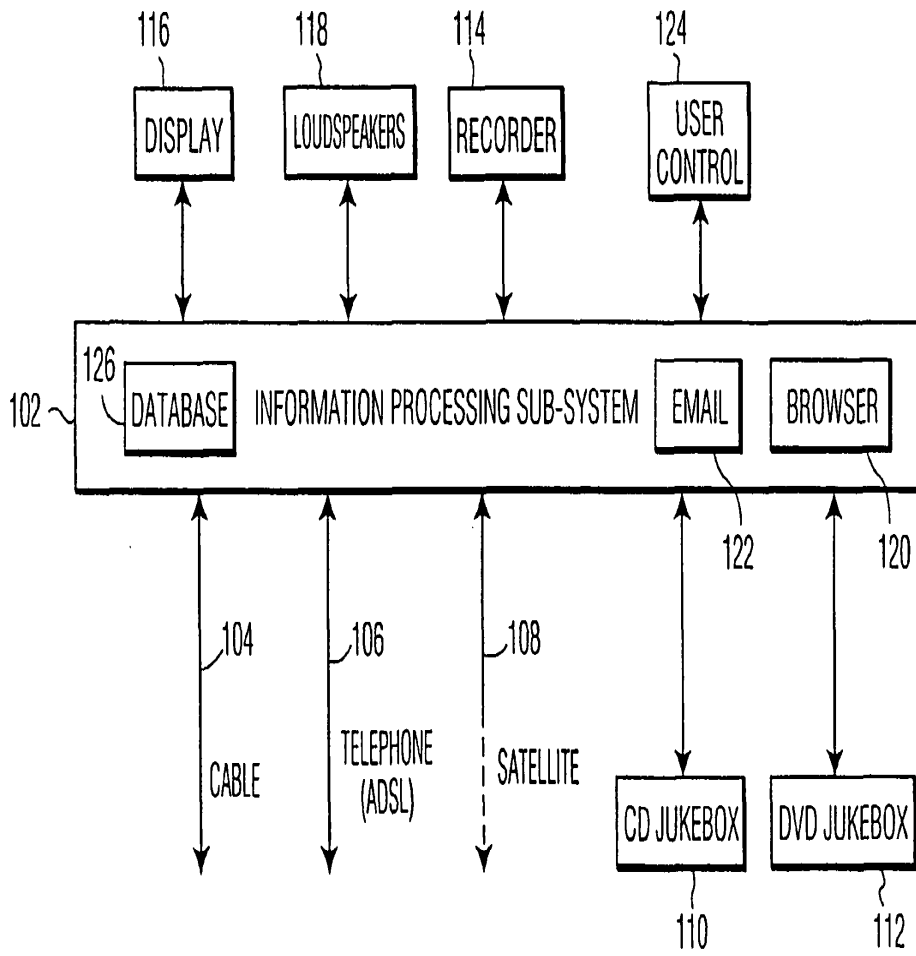 116
118
114
124
DISPLAY
LOUDSPEAKERS
RECORDER
USER
CONTROL
102
126
DATABASE
INFORMATION PROCESSING SUB-SYSTEM
EMAIL
BROWSER
122
120
104
106
108
CABLE
TELEPHONE
(ADSL)
SATELLITE
CD JUKEBOX
DVD JUKEBOX
110
112